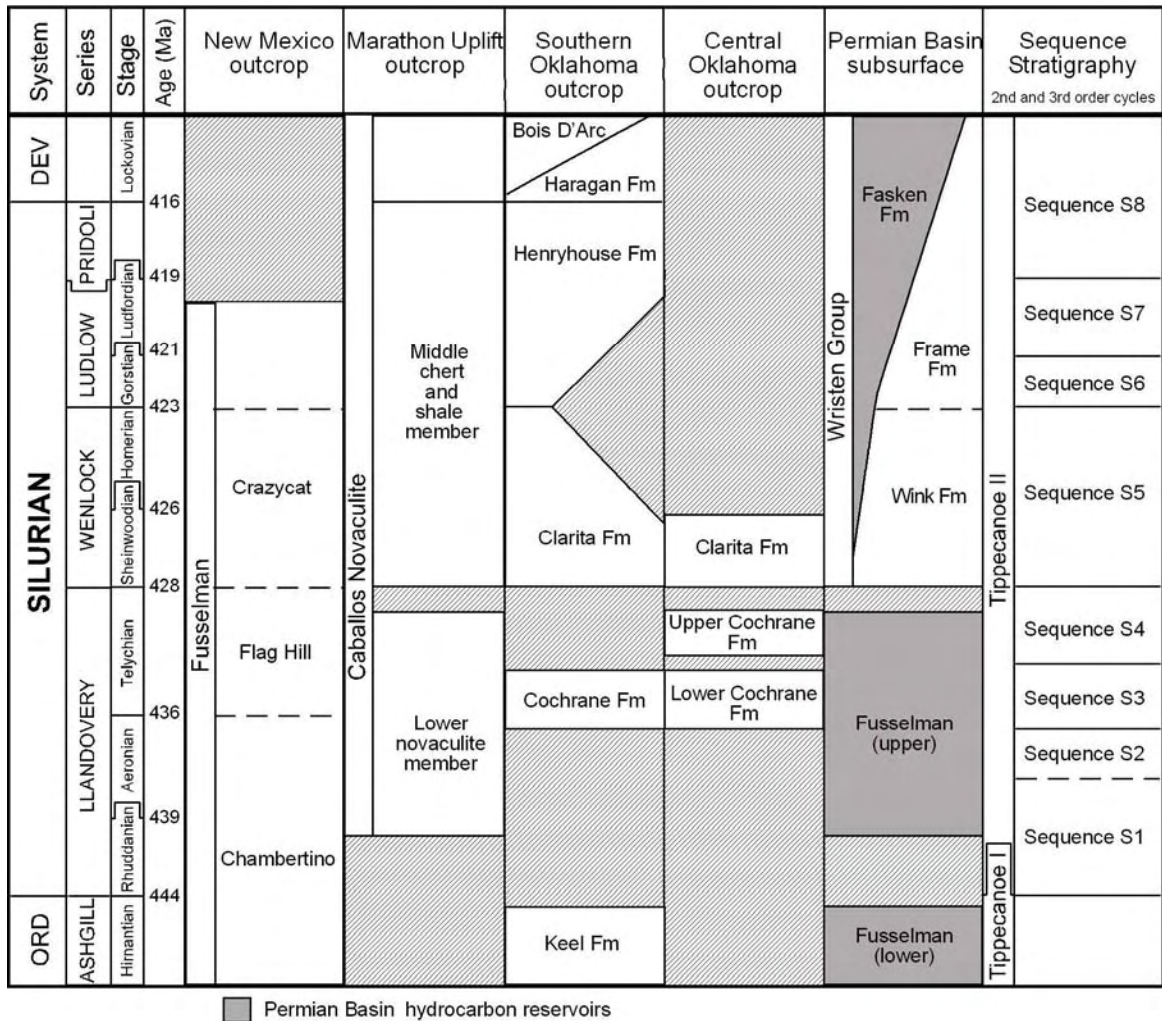 System
Series
Stage
Age (Ma)
New Mexico
outcrop
Marathon Uplift
outcrop
Southern
Oklahoma
outcrop
Central
Oklahoma
outcrop
Permian Basin
subsurface
Sequence
Stratigraphy
2nd and 3rd order cycles
DEV
SILURIAN
ORD
PRIDOLI
LUDLOW
WENLOCK
LLANDOVERY
ASHGILL
Lockovian
Ludfordian
Gorstian
Homerian
Sheinwoodian
Telychian
Aeronian
Rhuddanian
Hirnantian
416
419
421
423
426
428
436
439
444
Fusselman
Crazycat
Flag Hill
Chambertino
Caballos Novaculite
Middle
chert
and
shale
member
Lower
novaculite
member
Bois D'Arc
Haragan Fm
Henryhouse Fm
Clarita Fm
Cochrane Fm
Keel Fm
Clarita Fm
Upper Cochrane
Fm
Lower Cochrane
Fm
Wristen Group
Fasken
Fm
Frame
Fm
Wink Fm
Fusselman
(upper)
Fusselman
(lower)
Tippecanoe II
Tippecanoe I
Sequence S8
Sequence S7
Sequence S6
Sequence S5
Sequence S4
Sequence S3
Sequence S2
Sequence S1
Permian Basin hydrocarbon reservoirs